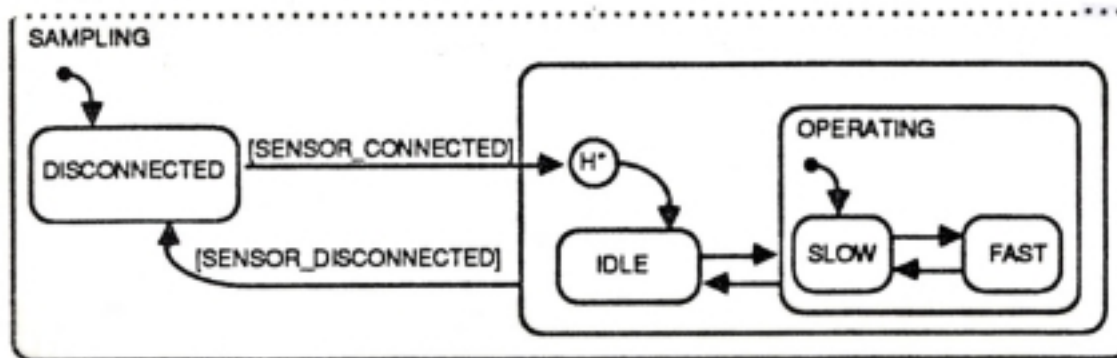 SAMPLING
OPERATING
[SENSOR_CONNECTED]
H*
DISCONNECTED
SLOW
FAST
[SENSOR_DISCONNECTED]
IDLE